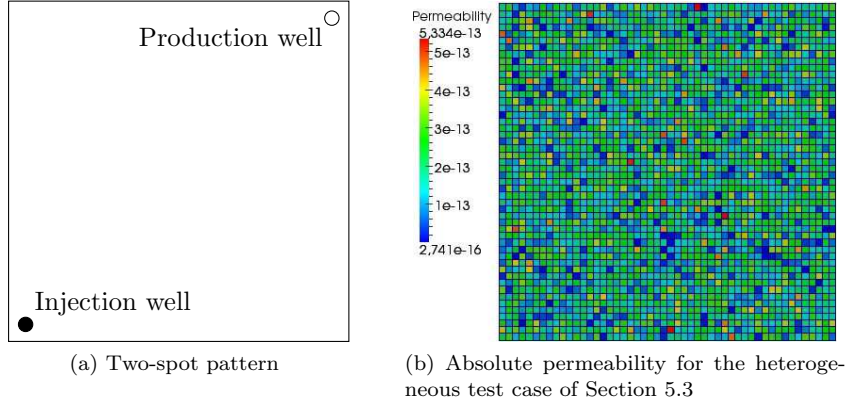 Production well
Injection well
(a) Two-spot pattern
Permeability
5,334e-13
5e-13
4e-13
3e-13
2e-13
1e-13
2,741e-16
(b) Absolute permeability for the heteroge-
neous test case of Section 5.3